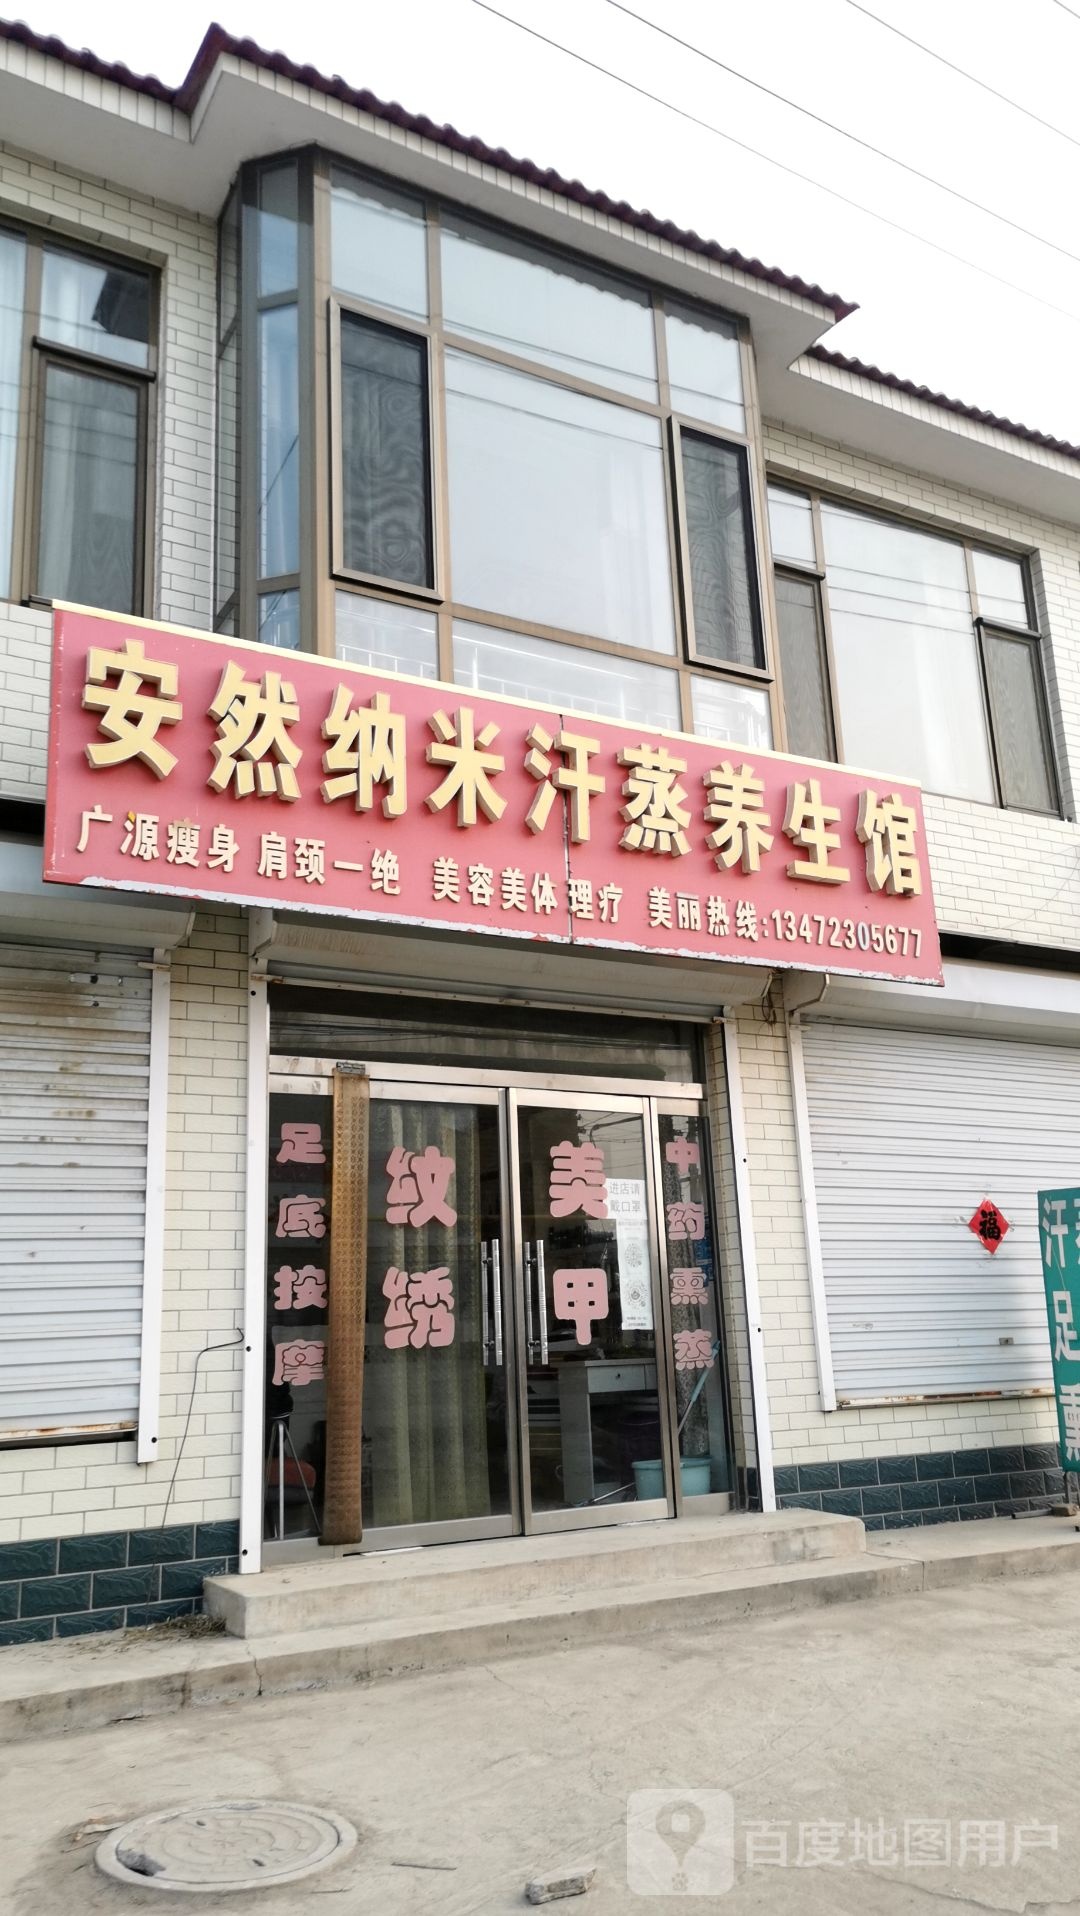 安然纳米汗蒸养生馆
广源瘦身 肩颈一绝 美容美体 理疗 美丽热线:13472305677
足底按摩
纹绣
美甲
中药熏蒸
进店请
戴口罩
福
汗
足
百度地图用户